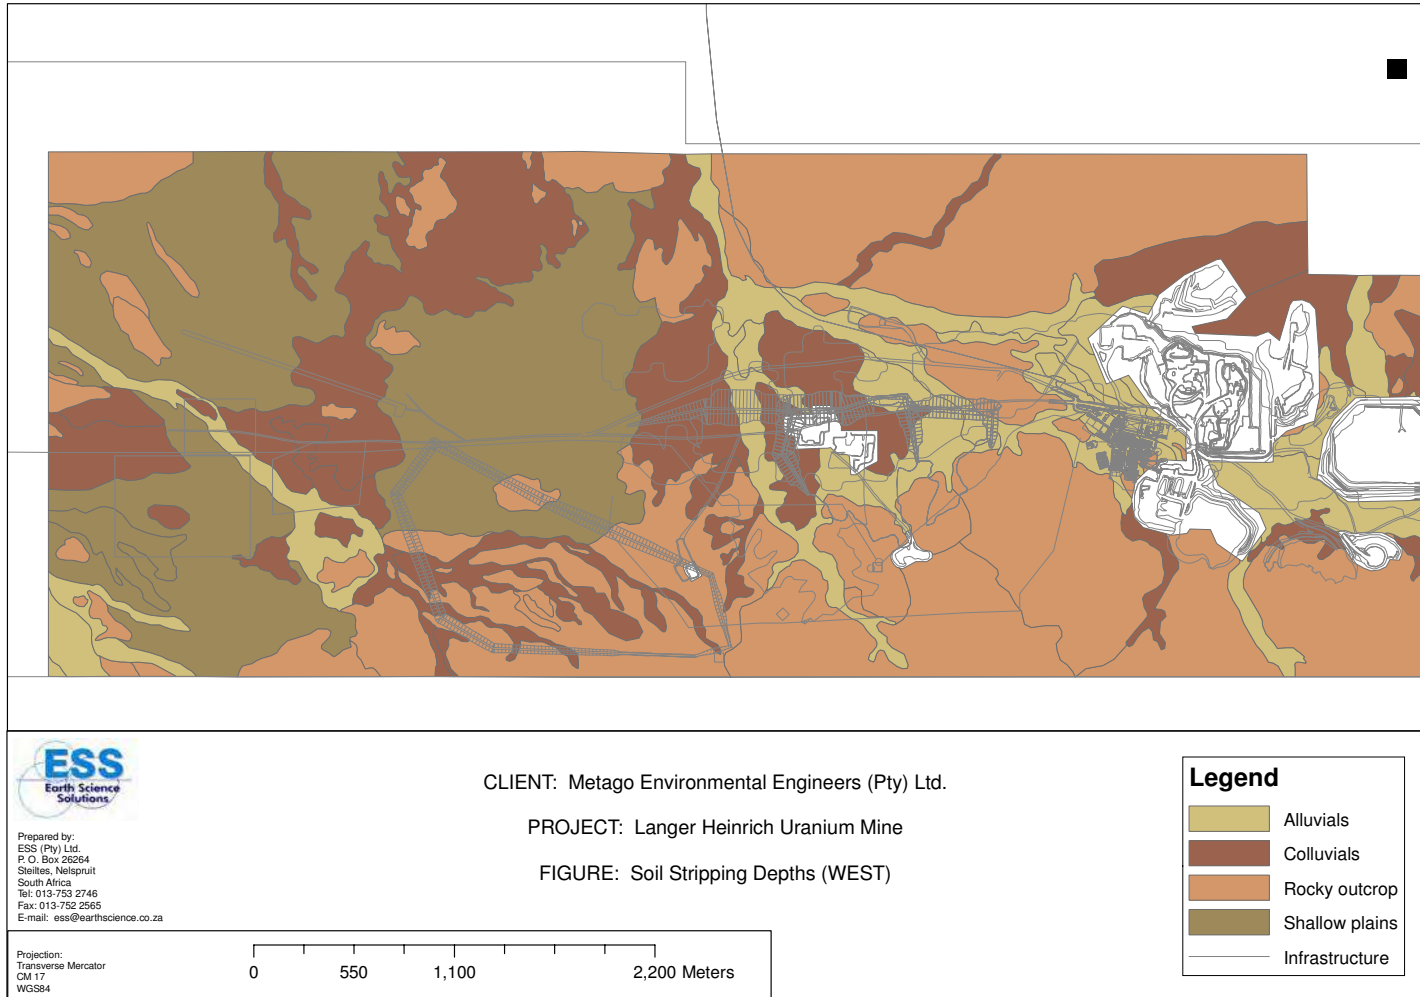 ESS
Earth Science
Solutions
Prepared by:
ESS (Pty) Ltd.
P. O. Box 26264
Steiltes, Nelspruit
South Africa
Tel: 013-753 2746
Fax: 013-752 2565
E-mail: ess@earthscience.co.za
CLIENT: Metago Environmental Engineers (Pty) Ltd.
PROJECT: Langer Heinrich Uranium Mine
FIGURE: Soil Stripping Depths (WEST)
Legend
Alluvials
Colluvials
Rocky outcrop
Shallow plains
Infrastructure
Projection:
Transverse Mercator
CM 17
WGS84
0 550 1,100 2,200 Meters